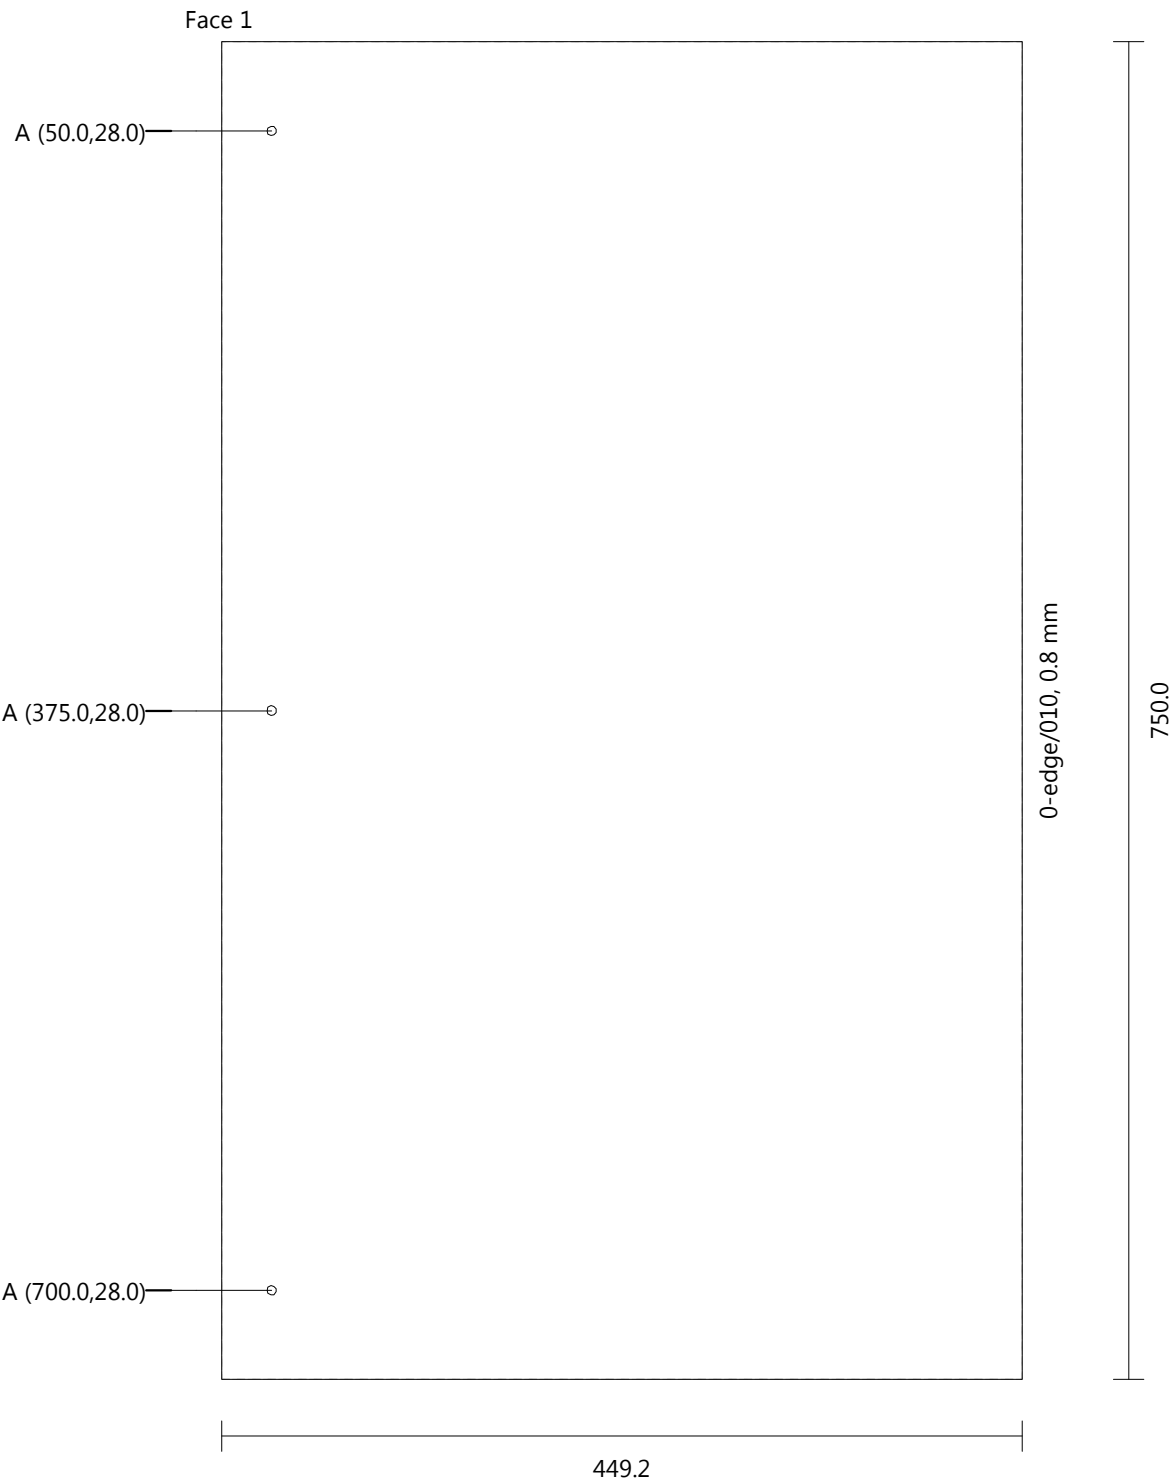 Face 1
A (50.0,28.0)
A (375.0,28.0)
0-edge/010, 0.8 mm
750.0
A (700.0,28.0)
449.2